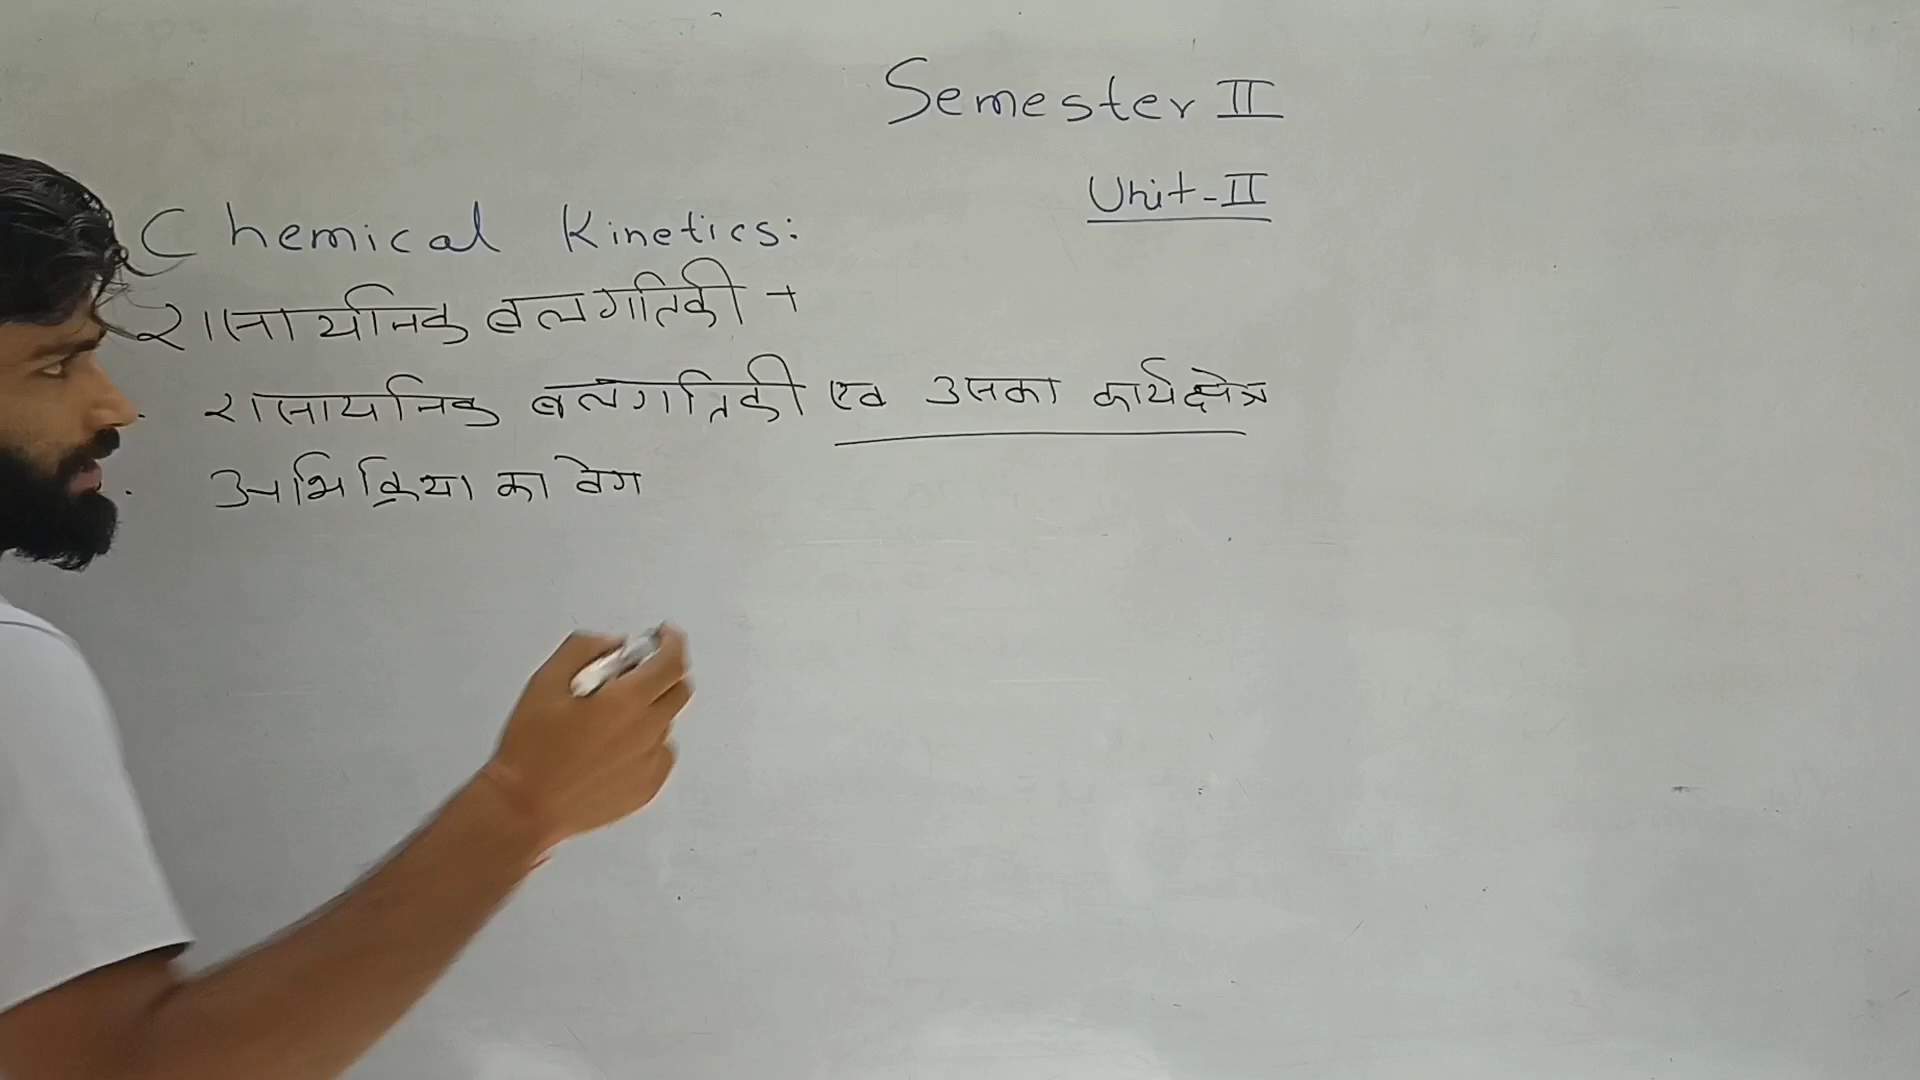 Semester II
Unit-II
Chemical Kinetics:
रासायनिक बलगतिकी →
रासायनिक बलगतिकी एव उसका कार्यक्षेत्र
अभिक्रिया का वेग